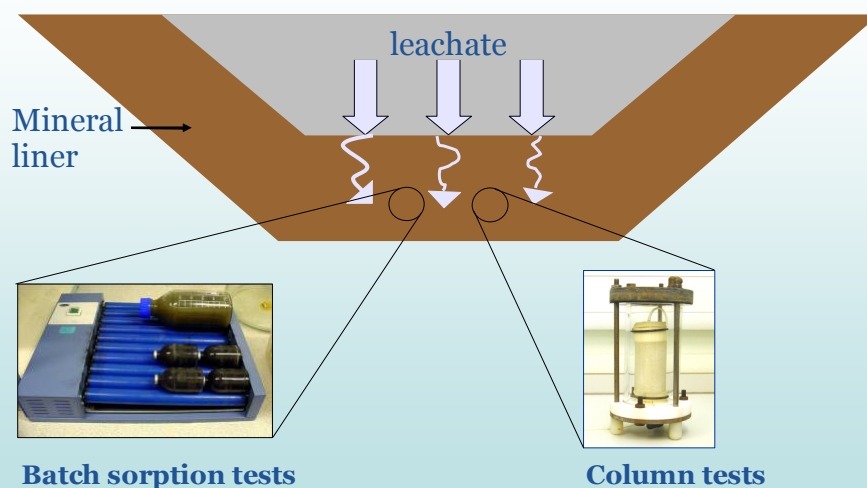 leachate
Mineral
liner
Batch sorption tests
Column tests